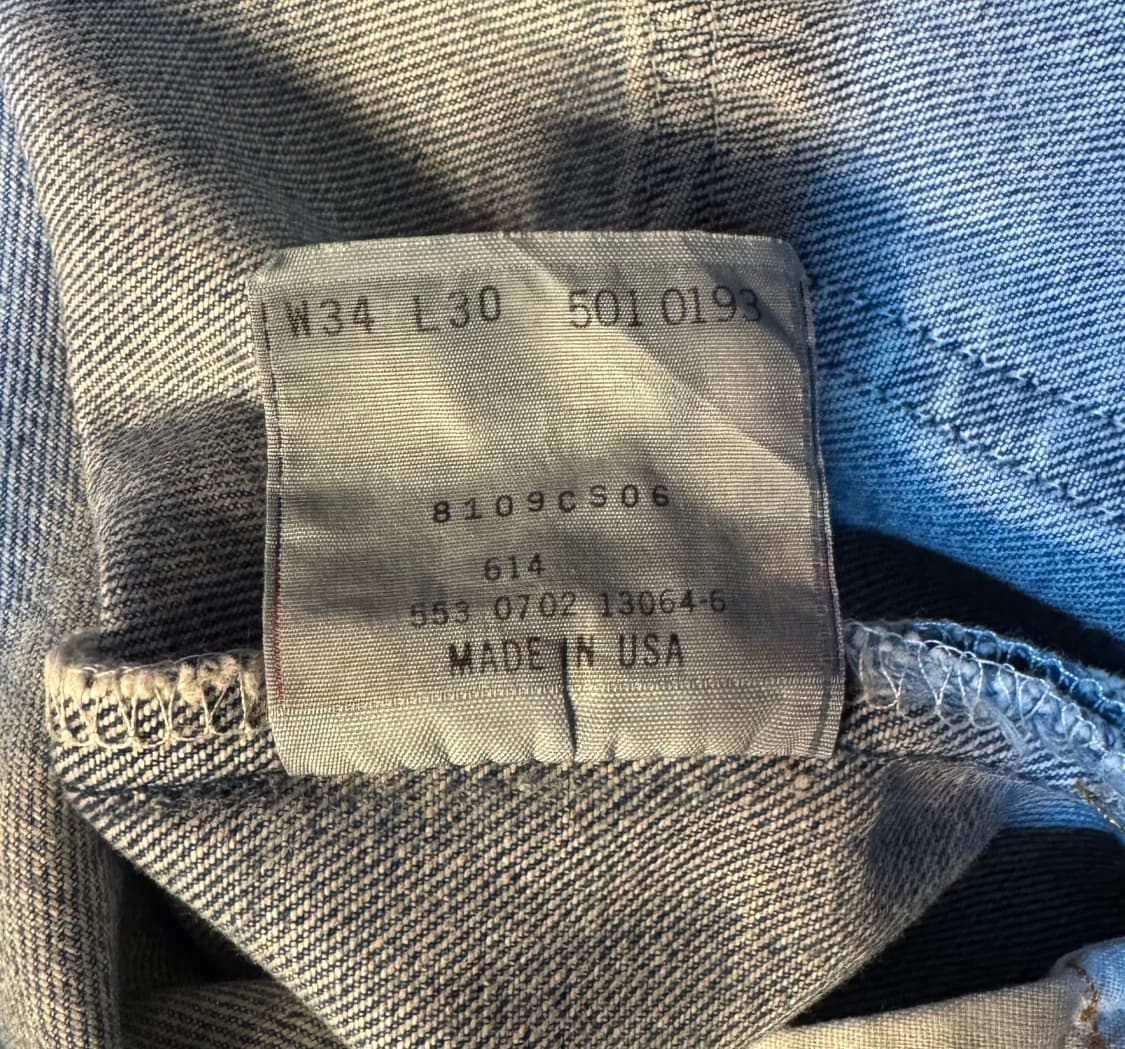 W34 L30 501 0193
8109CS06
614
553 0702 13064-6
MADE IN USA